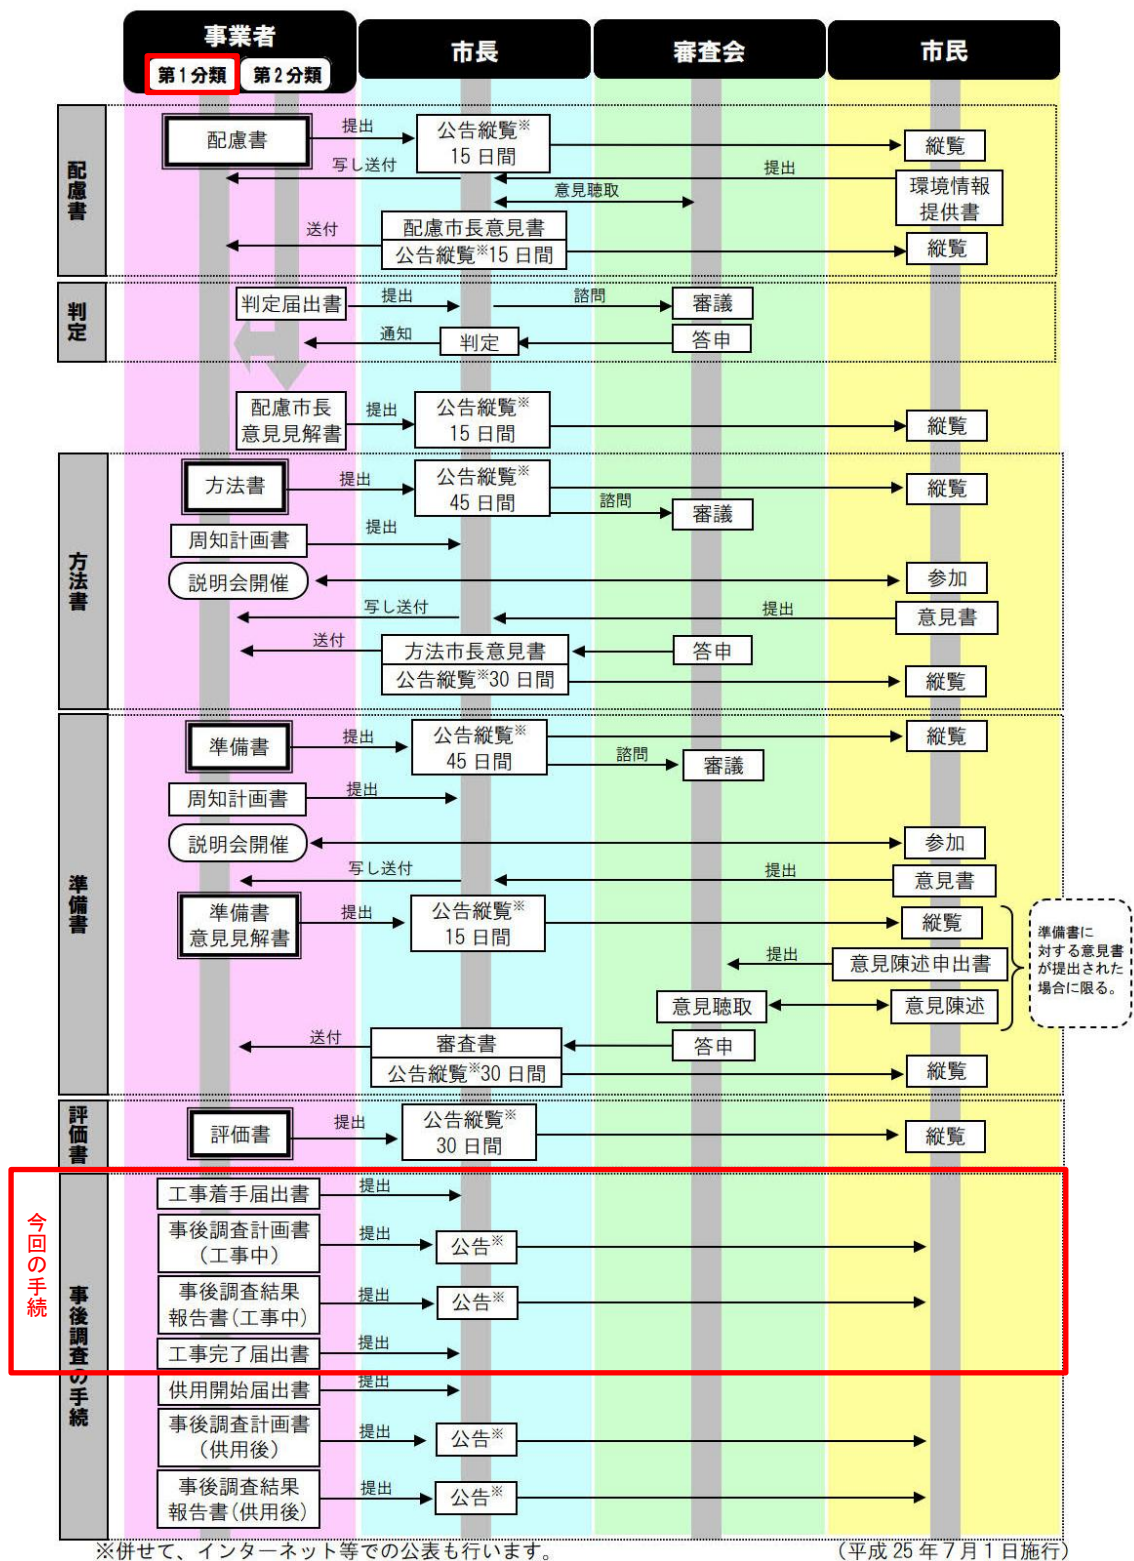 事業者
第1分類
第2分類
市長
審査会
市民
配慮書
配慮書
提出
公告縦覧※
15日間
縦覧
写し送付
提出
環境情報
提供書
意見聴取
送付
配慮市長意見書
公告縦覧※15日間
縦覧
判定
判定届出書
提出
諮問
審議
通知
判定
答申
配慮市長
意見見解書
提出
公告縦覧※
15日間
縦覧
方法書
方法書
提出
公告縦覧※
45日間
縦覧
諮問
審議
周知計画書
提出
説明会開催
参加
写し送付
提出
意見書
送付
方法市長意見書
公告縦覧※30日間
答申
縦覧
準備書
準備書
提出
公告縦覧※
45日間
縦覧
諮問
審議
周知計画書
提出
説明会開催
参加
写し送付
提出
意見書
準備書
意見見解書
提出
公告縦覧※
15日間
縦覧
提出
意見陳述申出書
意見聴取
意見陳述
準備書に
対する意見書
が提出された
場合に限る。
送付
審査書
公告縦覧※30日間
答申
縦覧
評価書
評価書
提出
公告縦覧※
30日間
縦覧
今回の手続
事後調査の手続
工事着手届出書
提出
事後調査計画書
(工事中)
提出
公告※
事後調査結果
報告書(工事中)
提出
公告※
工事完了届出書
提出
供用開始届出書
提出
事後調査計画書
(供用後)
提出
公告※
事後調査結果
報告書(供用後)
提出
公告※
※併せて、インターネット等での公表も行います。
(平成25年7月1日施行)